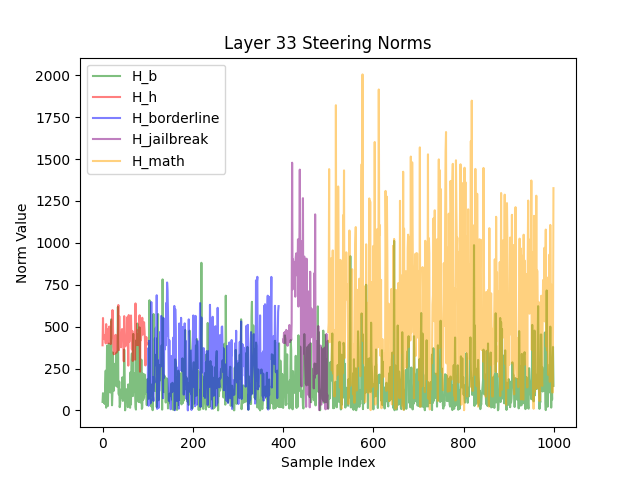 Layer 33 Steering Norms
H_b
H_h
H_borderline
H_jailbreak
H_math
Norm Value
2000
1750
1500
1250
1000
750
500
250
0
0
200
400
600
800
1000
Sample Index